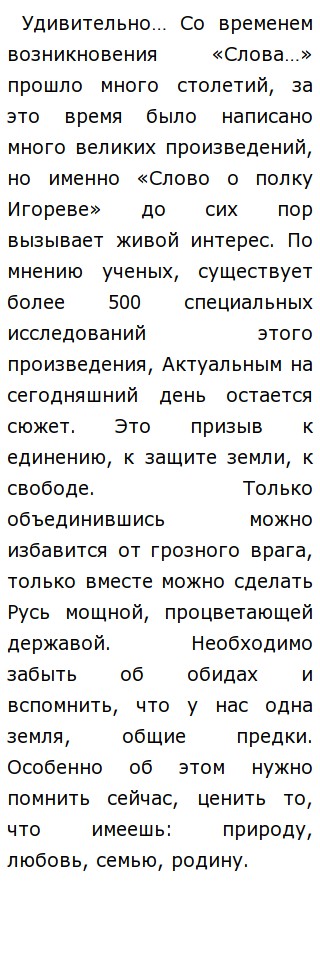 Удивительно... Со временем
возникновения «Слова...»
прошло много столетий, за
это время было написано
много великих произведений,
но именно «Слово о полку
Игореве» до сих пор
вызывает живой интерес. По
мнению ученых, существует
более 500 специальных
исследований этого
произведения, Актуальным на
сегодняшний день остается
сюжет. Это призыв к
единению, к защите земли, к
свободе. Только
объединившись можно
избавится от грозного врага,
только вместе можно сделать
Русь мощной, процветающей
державой. Необходимо
забыть об обидах и
вспомнить, что у нас одна
земля, общие предки.
Особенно об этом нужно
помнить сейчас, ценить то,
что имеешь: природу,
любовь, семью, родину.